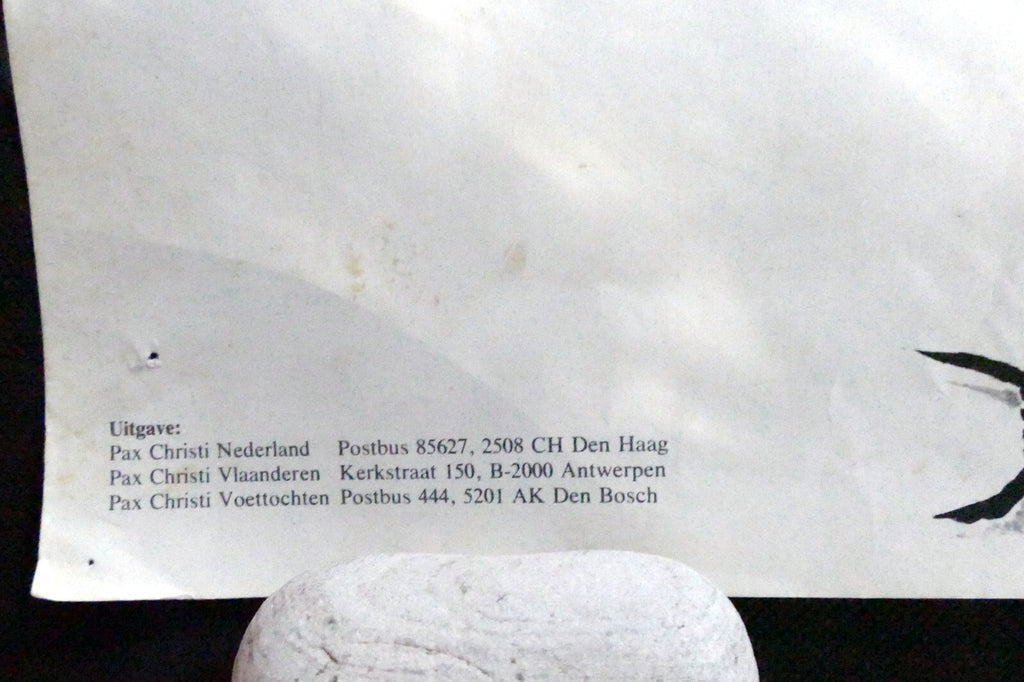 Uitgave:
Pax Christi Nederland Postbus 85627, 2508 CH Den Haag
Pax Christi Vlaanderen Kerkstraat 150, B-2000 Antwerpen
Pax Christi Voettochten Postbus 444, 5201 AK Den Bosch